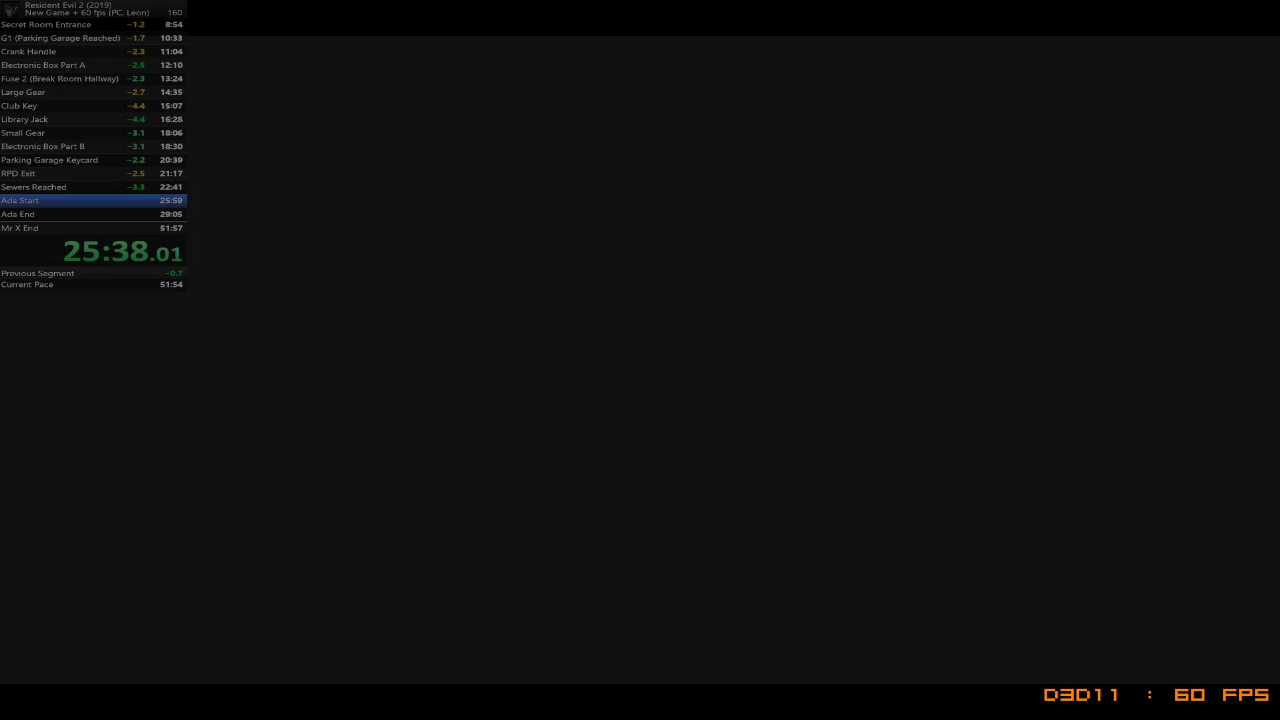 Resident Evil 2 (2019)
New Game + 60 fps (PC, Leon) 160
Secret Room Entrance −1.2 8:54
G1 (Parking Garage Reached) −1.7 10:33
Crank Handle −2.3 11:04
Electronic Box Part A −2.5 12:10
Fuse 2 (Break Room Hallway) −2.3 13:24
Large Gear −2.7 14:35
Club Key −4.4 15:07
Library Jack −4.4 16:28
Small Gear −3.1 18:06
Electronic Box Part B −3.1 18:30
Parking Garage Keycard −2.2 20:39
RPD Exit −2.5 21:17
Sewers Reached −3.3 22:41
Ada Start 25:59
Ada End 29:05
Mr X End 51:57
25:38.01
Previous Segment −0.7
Current Pace 51:54
D3D11 : 60 FPS